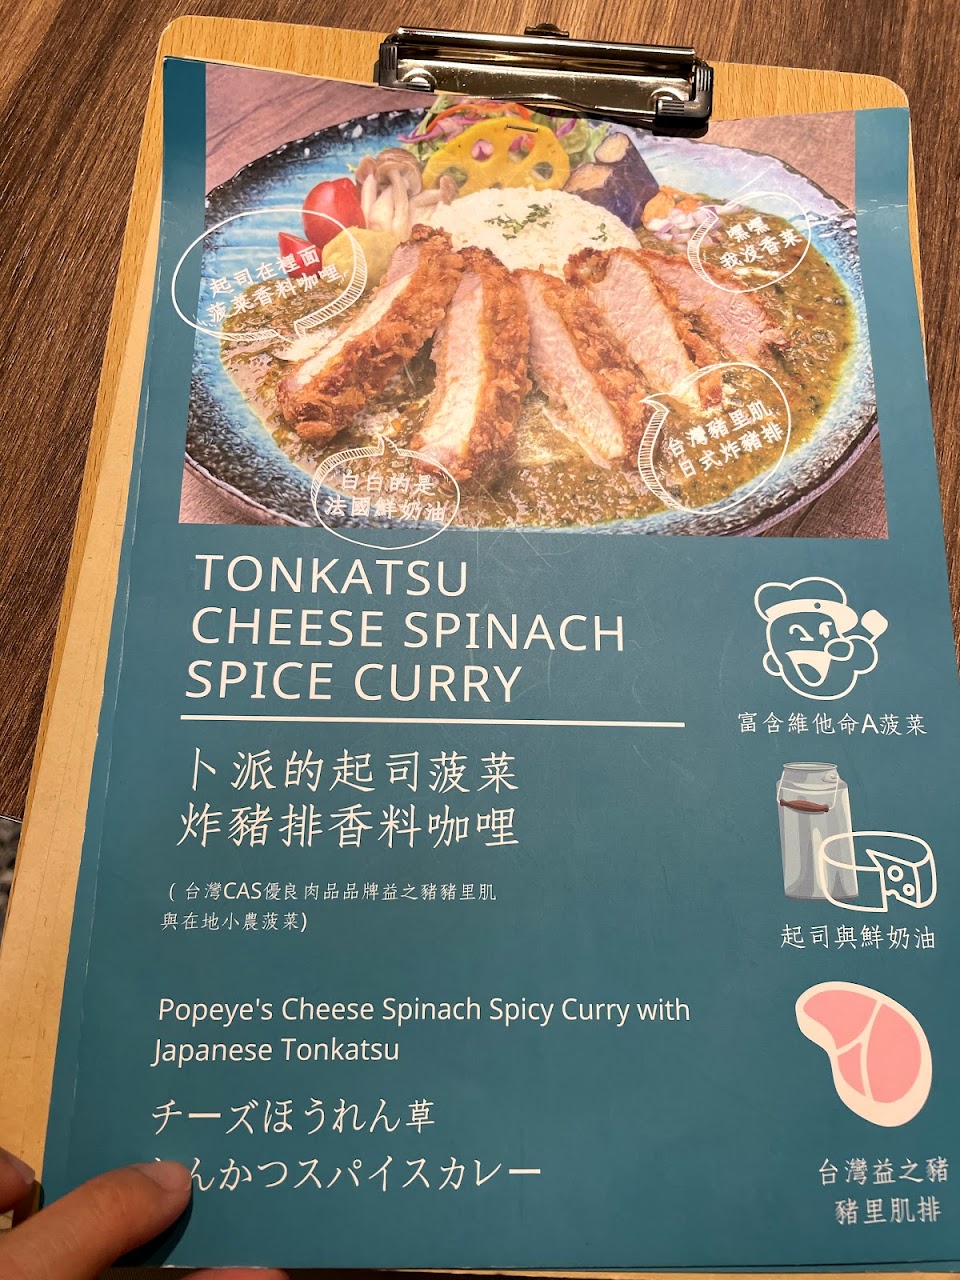 起司在裡面
菠菜香料咖哩
嘿嘿
我沒香菜
台灣豬里肌
日式炸豬排
白白的是
法國鮮奶油
TONKATSU
CHEESE SPINACH
SPICE CURRY
卜派的起司菠菜
炸豬排香料咖哩
(台灣CAS優良肉品品牌益之豬豬里肌
與在地小農菠菜)
Popeye's Cheese Spinach Spicy Curry with
Japanese Tonkatsu
チーズほうれん草
んかつスパイスカレー
富含維他命A菠菜
起司與鮮奶油
台灣益之豬
豬里肌排